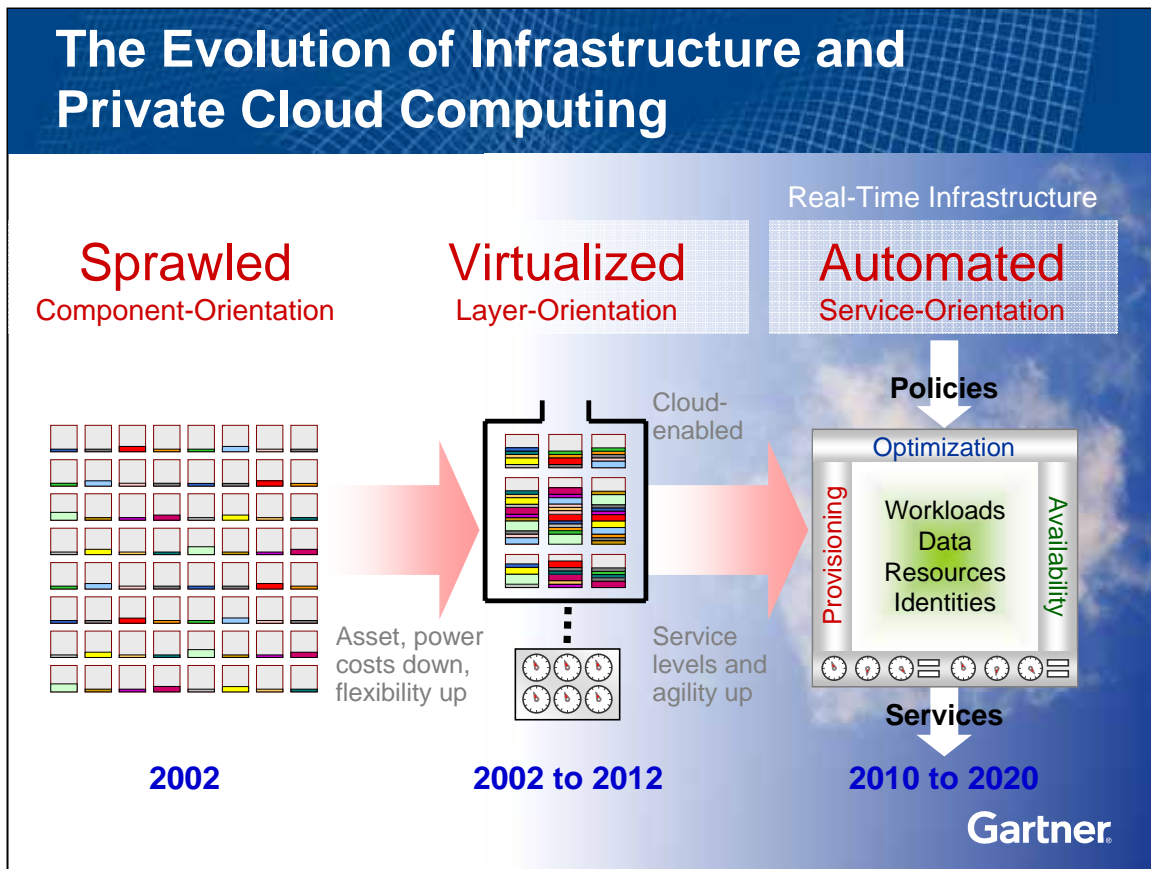 The Evolution of Infrastructure and
Private Cloud Computing
Real-Time Infrastructure
Sprawled
Component-Orientation
Virtualized
Layer-Orientation
Automated
Service-Orientation
Policies
Cloud-
enabled
Optimization
Provisioning
Workloads
Data
Resources
Identities
Availability
Asset, power
costs down,
flexibility up
Service
levels and
agility up
Services
2002
2002 to 2012
2010 to 2020
Gartner